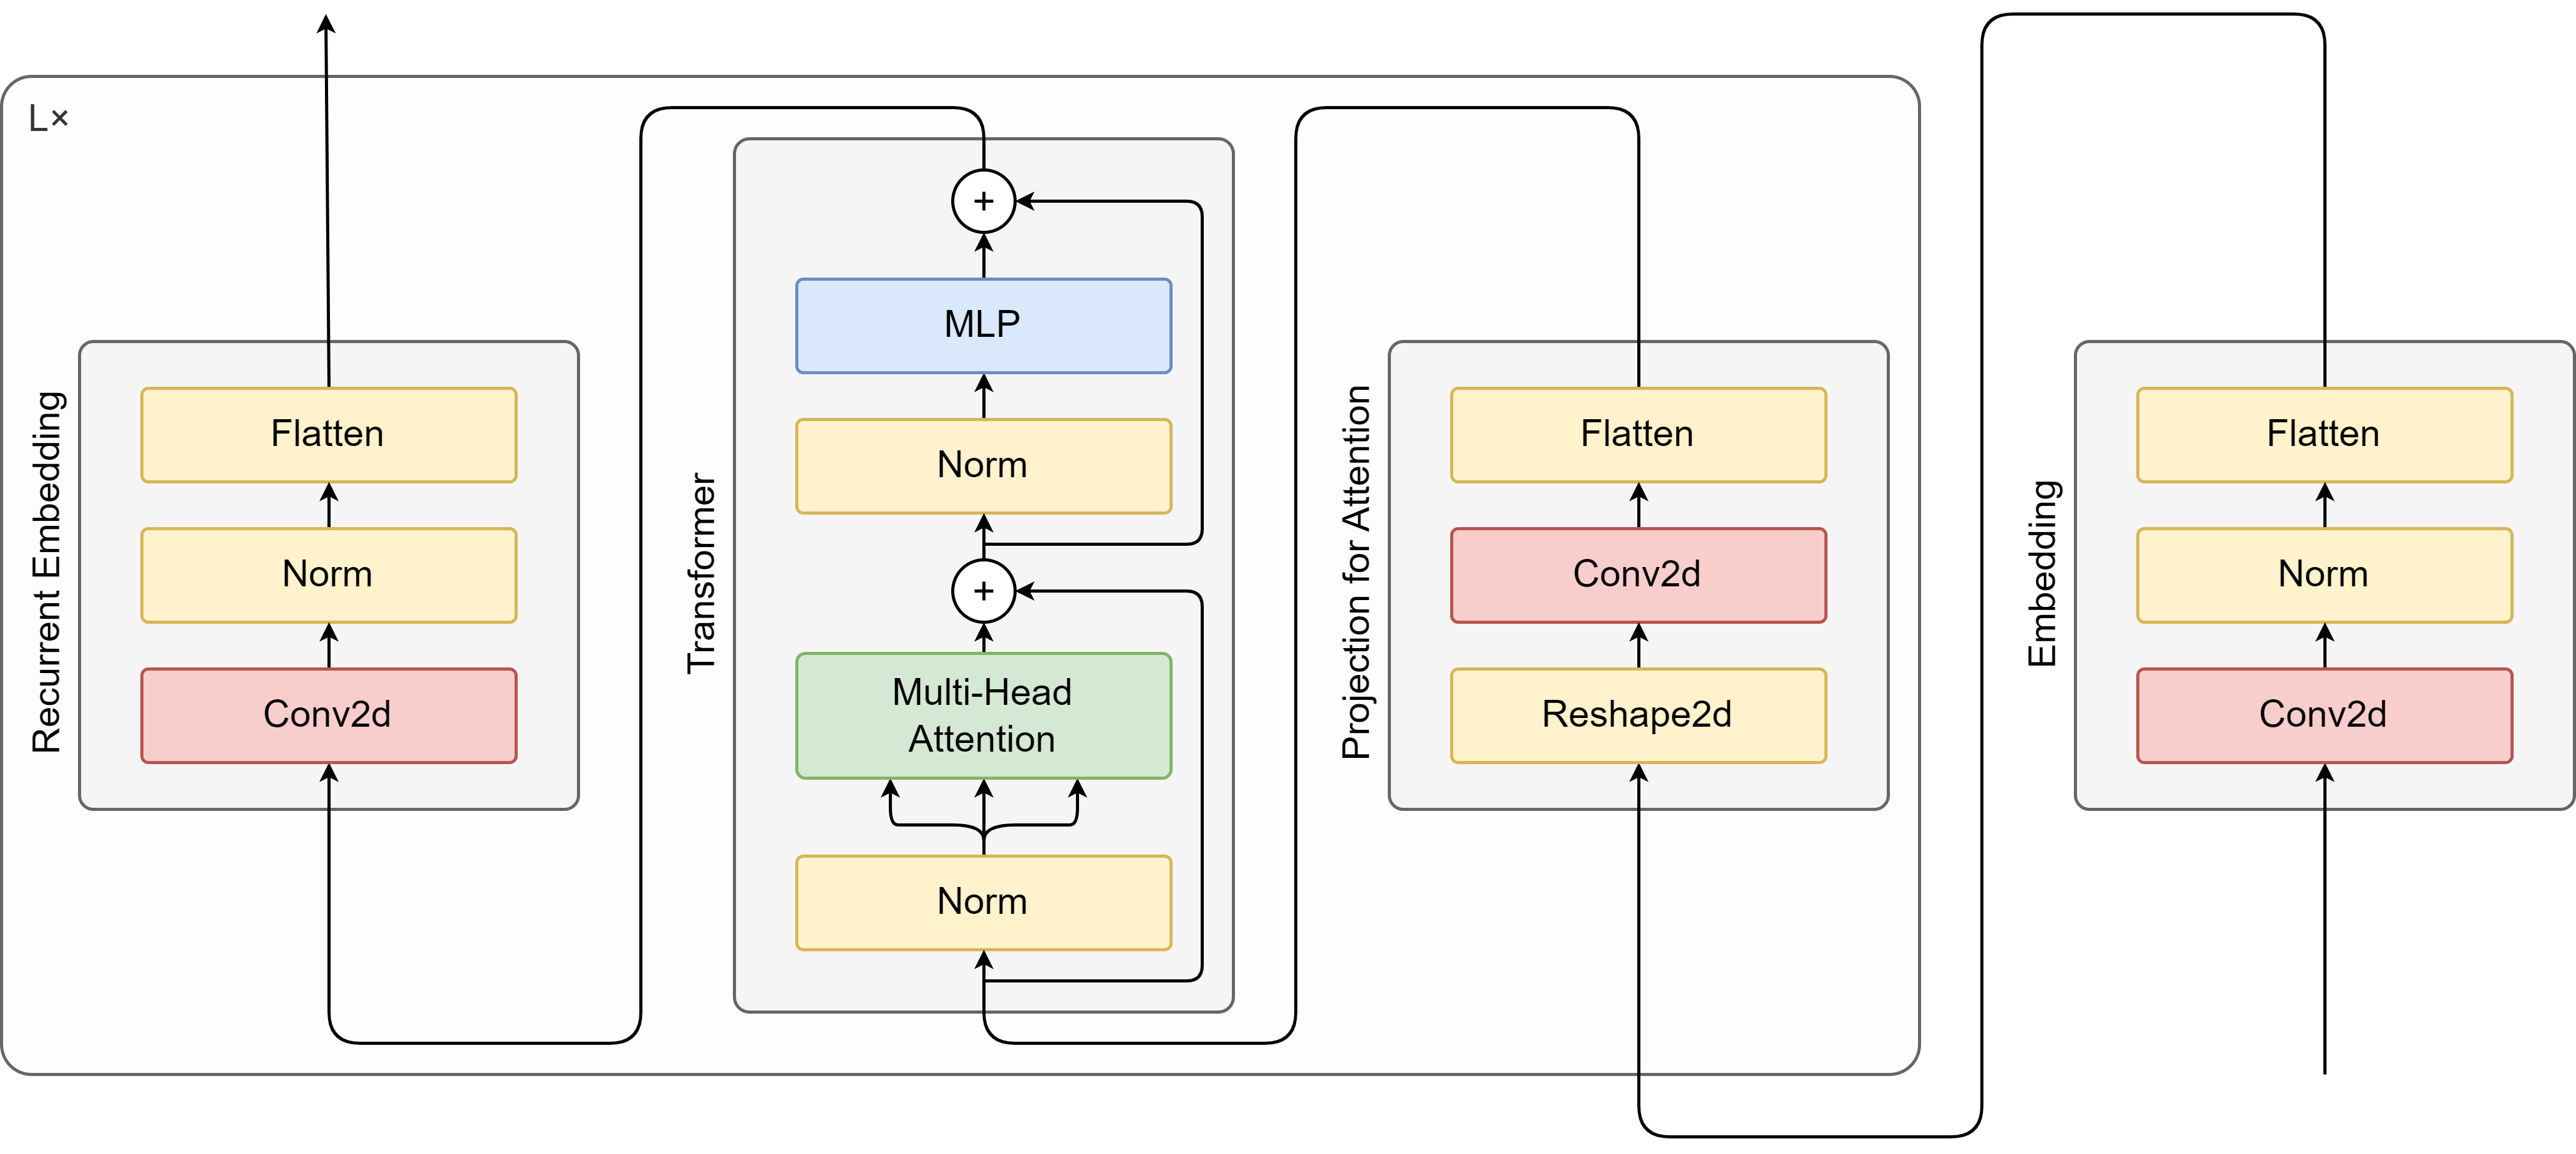 L×
Recurrent Embedding
Flatten
Norm
Conv2d
Transformer
+
MLP
Norm
+
Multi-Head
Attention
Norm
Projection for Attention
Flatten
Conv2d
Reshape2d
Embedding
Flatten
Norm
Conv2d